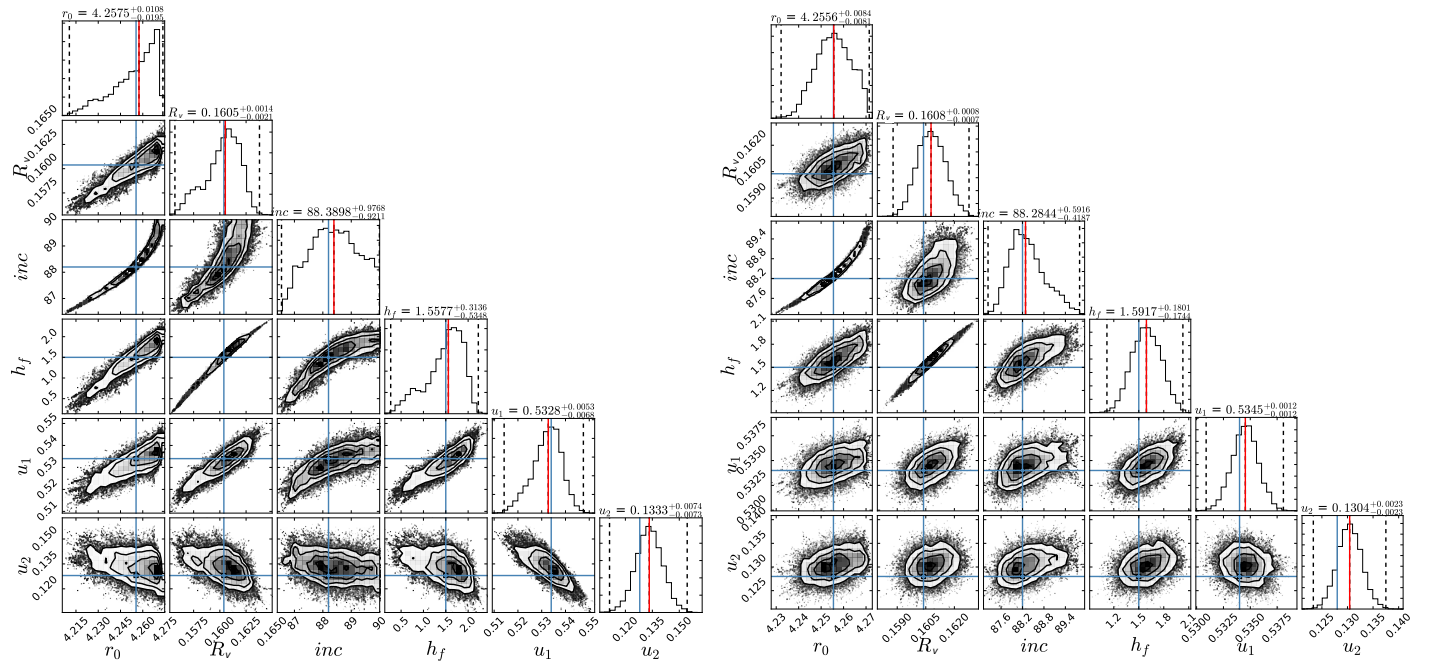 r_0 = 4.2575^{+0.0108}_{-0.0195}
0.1650
0.1625
0.1600
0.1575
R_v
R_v = 0.1605^{+0.0014}_{-0.0021}
90
89
88
87
inc
inc = 88.3898^{+0.9768}_{-0.9211}
2.0
1.5
1.0
0.5
h_f
h_f = 1.5577^{+0.3136}_{-0.5348}
0.55
0.54
0.53
0.52
0.51
u_1
u_1 = 0.5328^{+0.0053}_{-0.0068}
0.150
0.135
0.120
u_2
u_2 = 0.1333^{+0.0074}_{-0.0073}
4.215 4.230 4.245 4.260 0.1575 0.1600 0.1625 0.1650 87 88 89 90 0.5 1.0 1.5 2.0 0.51 0.52 0.53 0.54 0.55 0.120 0.135 0.150
r_0 R_v inc h_f u_1 u_2
r_0 = 4.2556^{+0.0084}_{-0.0081}
0.1620
0.1605
0.1590
R_v
R_v = 0.1608^{+0.0008}_{-0.0007}
89.4
88.8
88.2
87.6
inc
inc = 88.2844^{+0.5916}_{-0.4187}
2.1
1.8
1.5
1.2
h_f
h_f = 1.5917^{+0.1801}_{-0.1744}
0.5375
0.5350
0.5325
0.5300
u_1
u_1 = 0.5345^{+0.0012}_{-0.0012}
0.140
0.135
0.130
0.125
u_2
u_2 = 0.1304^{+0.0023}_{-0.0023}
4.23 4.24 4.25 4.26 4.27 0.1590 0.1605 0.1620 87.6 88.2 88.8 89.4 1.2 1.5 1.8 2.1 0.5300 0.5325 0.5350 0.5375 0.125 0.130 0.135 0.140
r_0 R_v inc h_f u_1 u_2